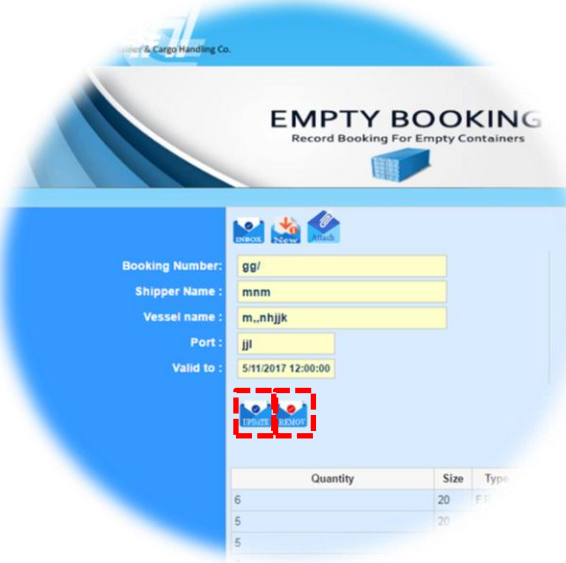 & Cargo Handling Co.
EMPTY BOOKING
Record Booking For Empty Containers
INBOX New Attach
Booking Number: gg/
Shipper Name : mnm
Vessel name : m,,nhjjk
Port : jjl
Valid to : 5/11/2017 12:00:00
UPDATE REMOV
Quantity Size Type
6 20
5 20
5